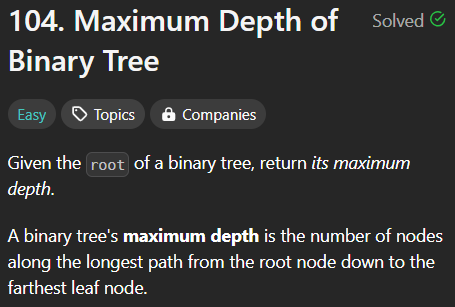 104. Maximum Depth of Solved
Binary Tree
Easy Topics Companies
Given the root of a binary tree, return its maximum
depth.
A binary tree's maximum depth is the number of nodes
along the longest path from the root node down to the
farthest leaf node.